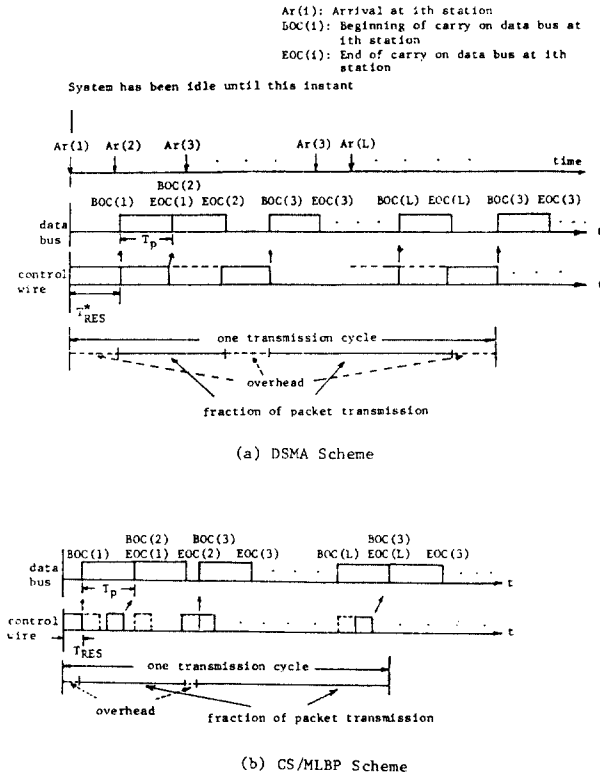 Ar(i): Arrival at ith station
BOC(i): Beginning of carry on data bus at
ith station
EOC(i): End of carry on data bus at ith
station
System has been idle until this instant
Ar(1) Ar(2) Ar(3) . . . Ar(3) Ar(L) . . .
time
BOC(2)
BOC(1) EOC(1) EOC(2) BOC(3) EOC(3) BOC(L) EOC(L) BOC(3) EOC(3)
data
bus
Tp
control
wire
T*RES
one transmission cycle
overhead
fraction of packet transmission
(a) DSMA Scheme
BOC(2) BOC(3) BOC(3)
BOC(1) EOC(1) EOC(2) EOC(3) BOC(L) EOC(L) EOC(3)
data
bus
t
Tp
control
wire
t
TRES
one transmission cycle
overhead
fraction of packet transmission
(b) CS/MLBP Scheme